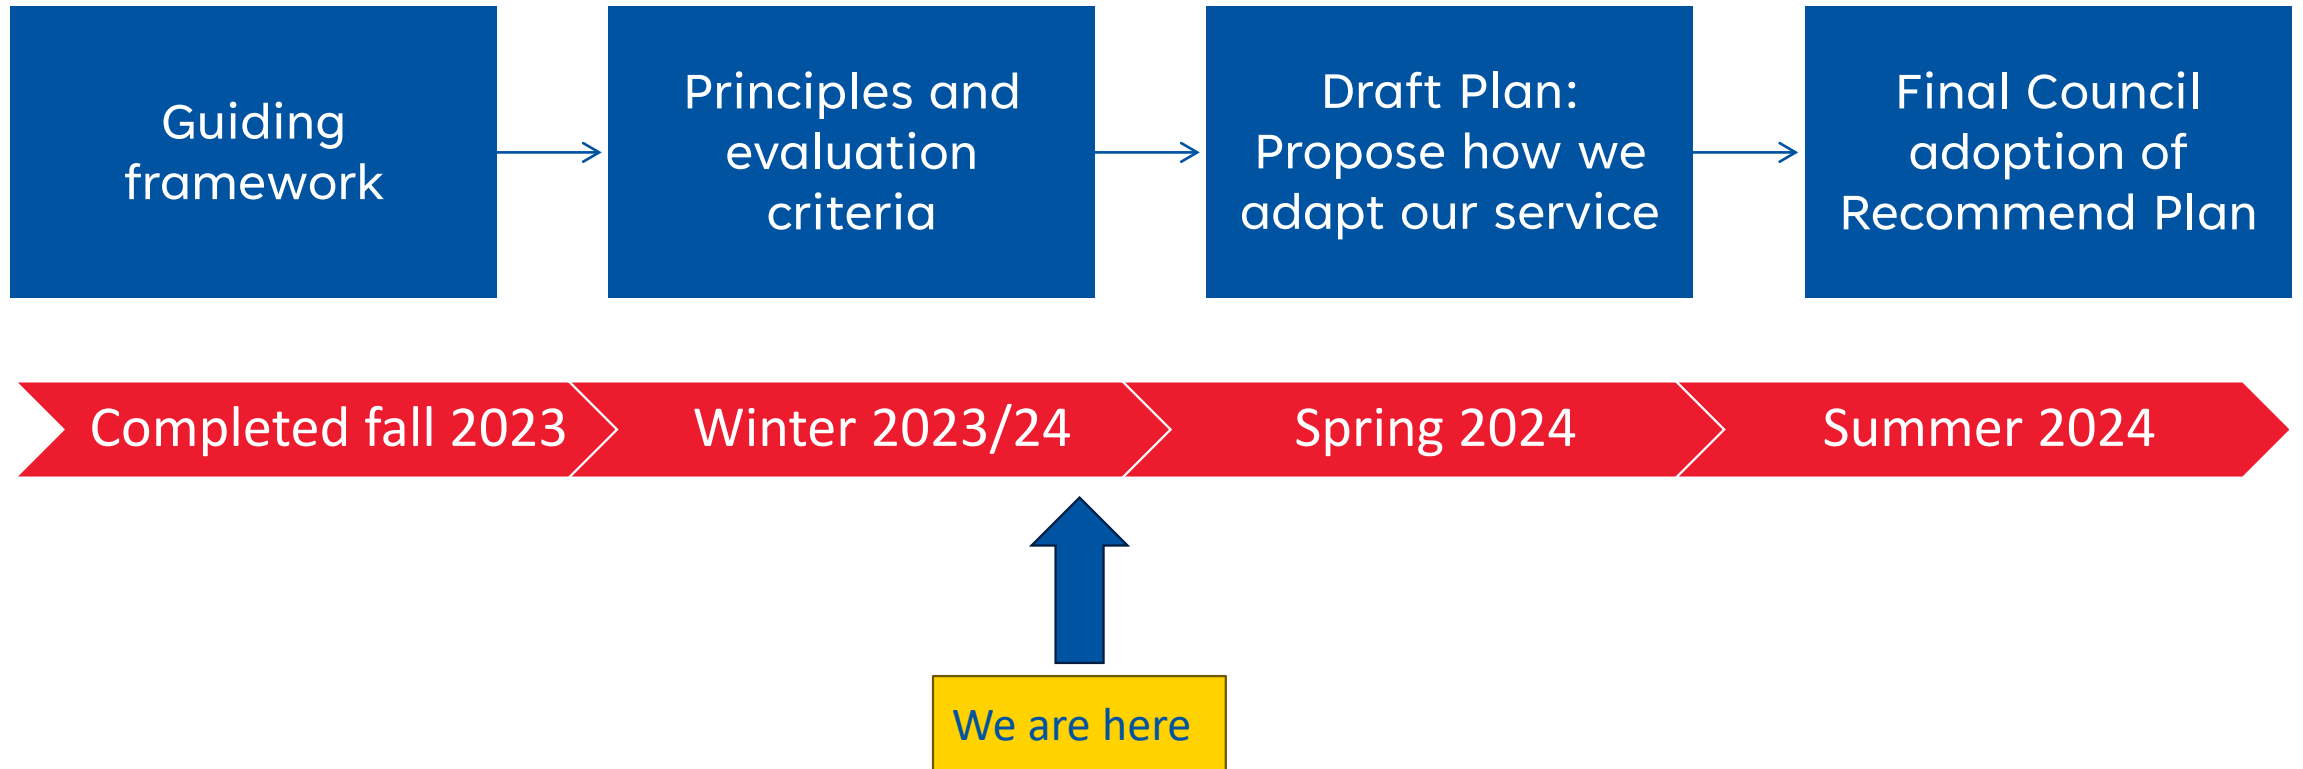 Guiding
framework
Principles and
evaluation
criteria
Draft Plan:
Propose how we
adapt our service
Final Council
adoption of
Recommend Plan
Completed fall 2023
Winter 2023/24
Spring 2024
Summer 2024
We are here